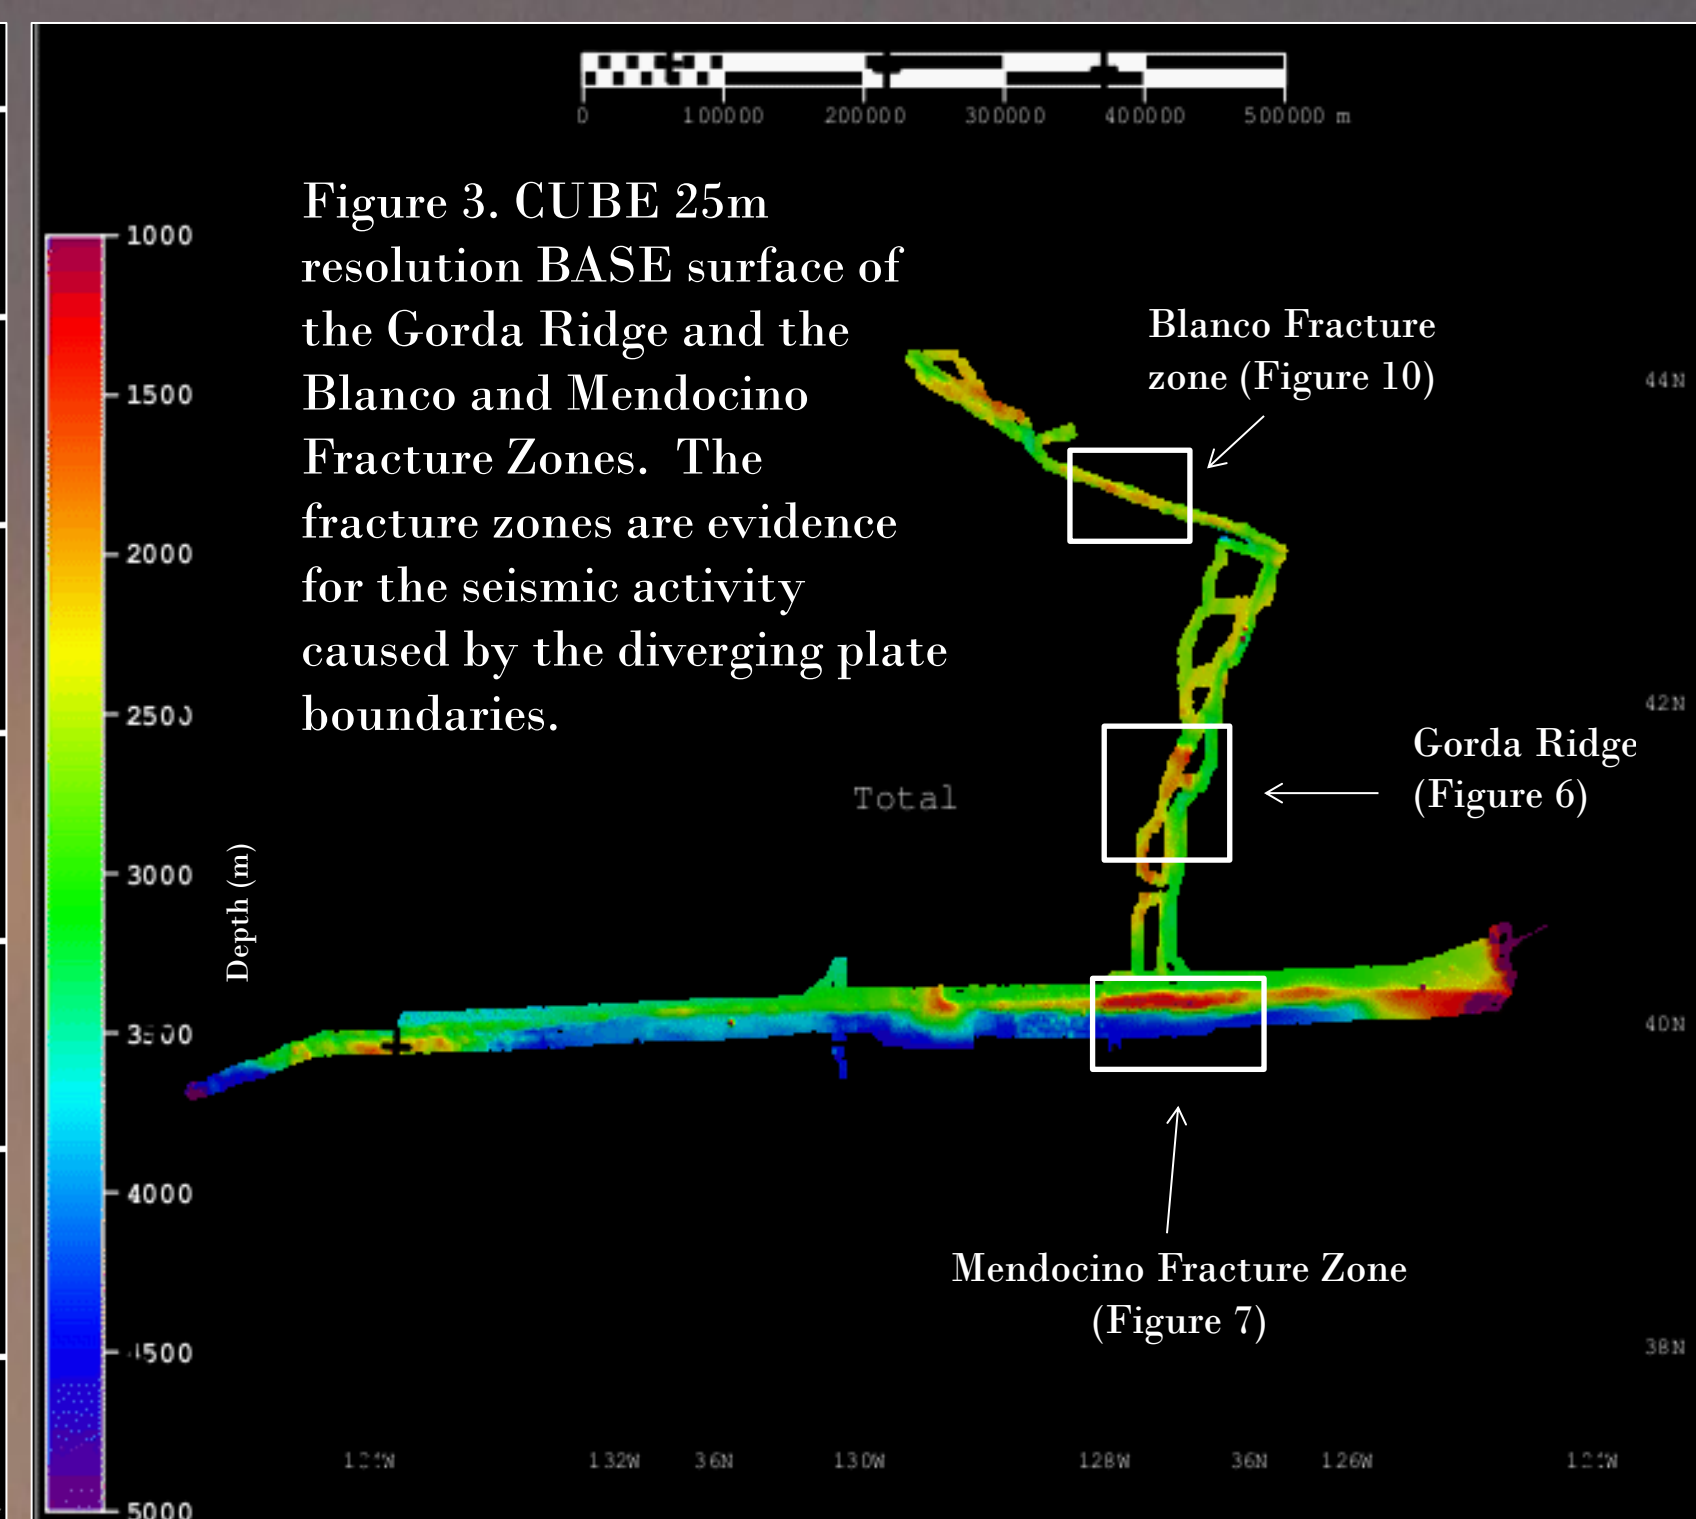 0 100000 200000 300000 400000 500000 m
Figure 3. CUBE 25m
resolution BASE surface of
the Gorda Ridge and the
Blanco and Mendocino
Fracture Zones. The
fracture zones are evidence
for the seismic activity
caused by the diverging plate
boundaries.
1000
1500
2000
2500
3000
4000
4500
5000
Depth (m)
Blanco Fracture
zone (Figure 10)
44N
42N
Gorda Ridge
(Figure 6)
Total
40N
Mendocino Fracture Zone
(Figure 7)
38N
132W 36N 130W 128W 36N 126W